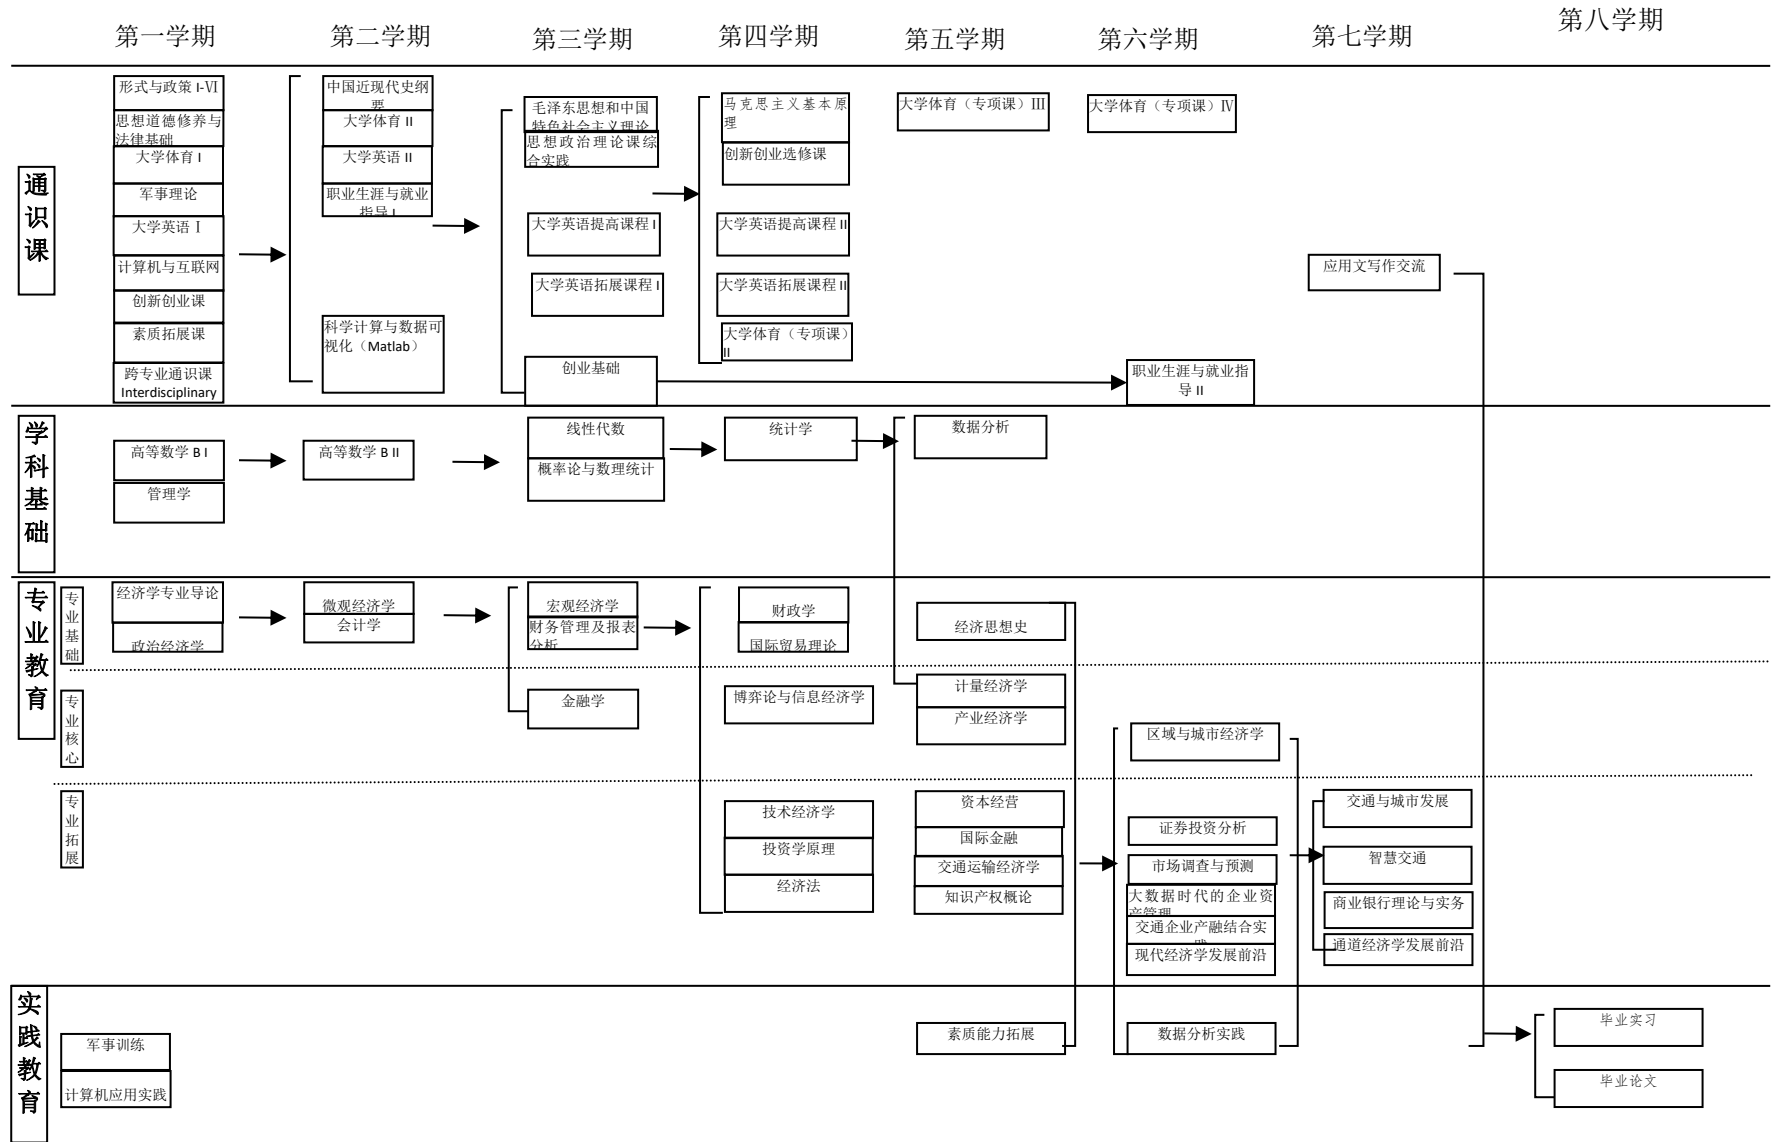 第一学期
第二学期
第三学期
第四学期
第五学期
第六学期
第七学期
第八学期
通识课
形式与政策 I-VI
思想道德修养与
法律基础
大学体育 I
军事理论
大学英语 I
计算机与互联网
创新创业课
素质拓展课
跨专业通识课
Interdisciplinary
中国近现代史纲
要
大学体育 II
大学英语 II
职业生涯与就业
指导 I
科学计算与数据可
视化（Matlab）
毛泽东思想和中国
特色社会主义理论
思想政治理论课综
合实践
大学英语提高课程 I
大学英语拓展课程 I
创业基础
马克思主义基本原
理
创新创业选修课
大学英语提高课程 II
大学英语拓展课程 II
大学体育（专项课）
II
大学体育（专项课）III
大学体育（专项课）IV
职业生涯与就业指
导 II
应用文写作交流
学科基础
高等数学 B I
管理学
高等数学 B II
线性代数
概率论与数理统计
统计学
数据分析
专业教育
专业基础
经济学专业导论
政治经济学
微观经济学
会计学
宏观经济学
财务管理及报表
分析
财政学
国际贸易理论
经济思想史
专业核心
金融学
博弈论与信息经济学
计量经济学
产业经济学
区域与城市经济学
专业拓展
技术经济学
投资学原理
经济法
资本经营
国际金融
交通运输经济学
知识产权概论
证券投资分析
市场调查与预测
大数据时代的企业资
产管理
交通企业产融结合实
践
现代经济学发展前沿
交通与城市发展
智慧交通
商业银行理论与实务
通道经济学发展前沿
实践教育
军事训练
计算机应用实践
素质能力拓展
数据分析实践
毕业实习
毕业论文